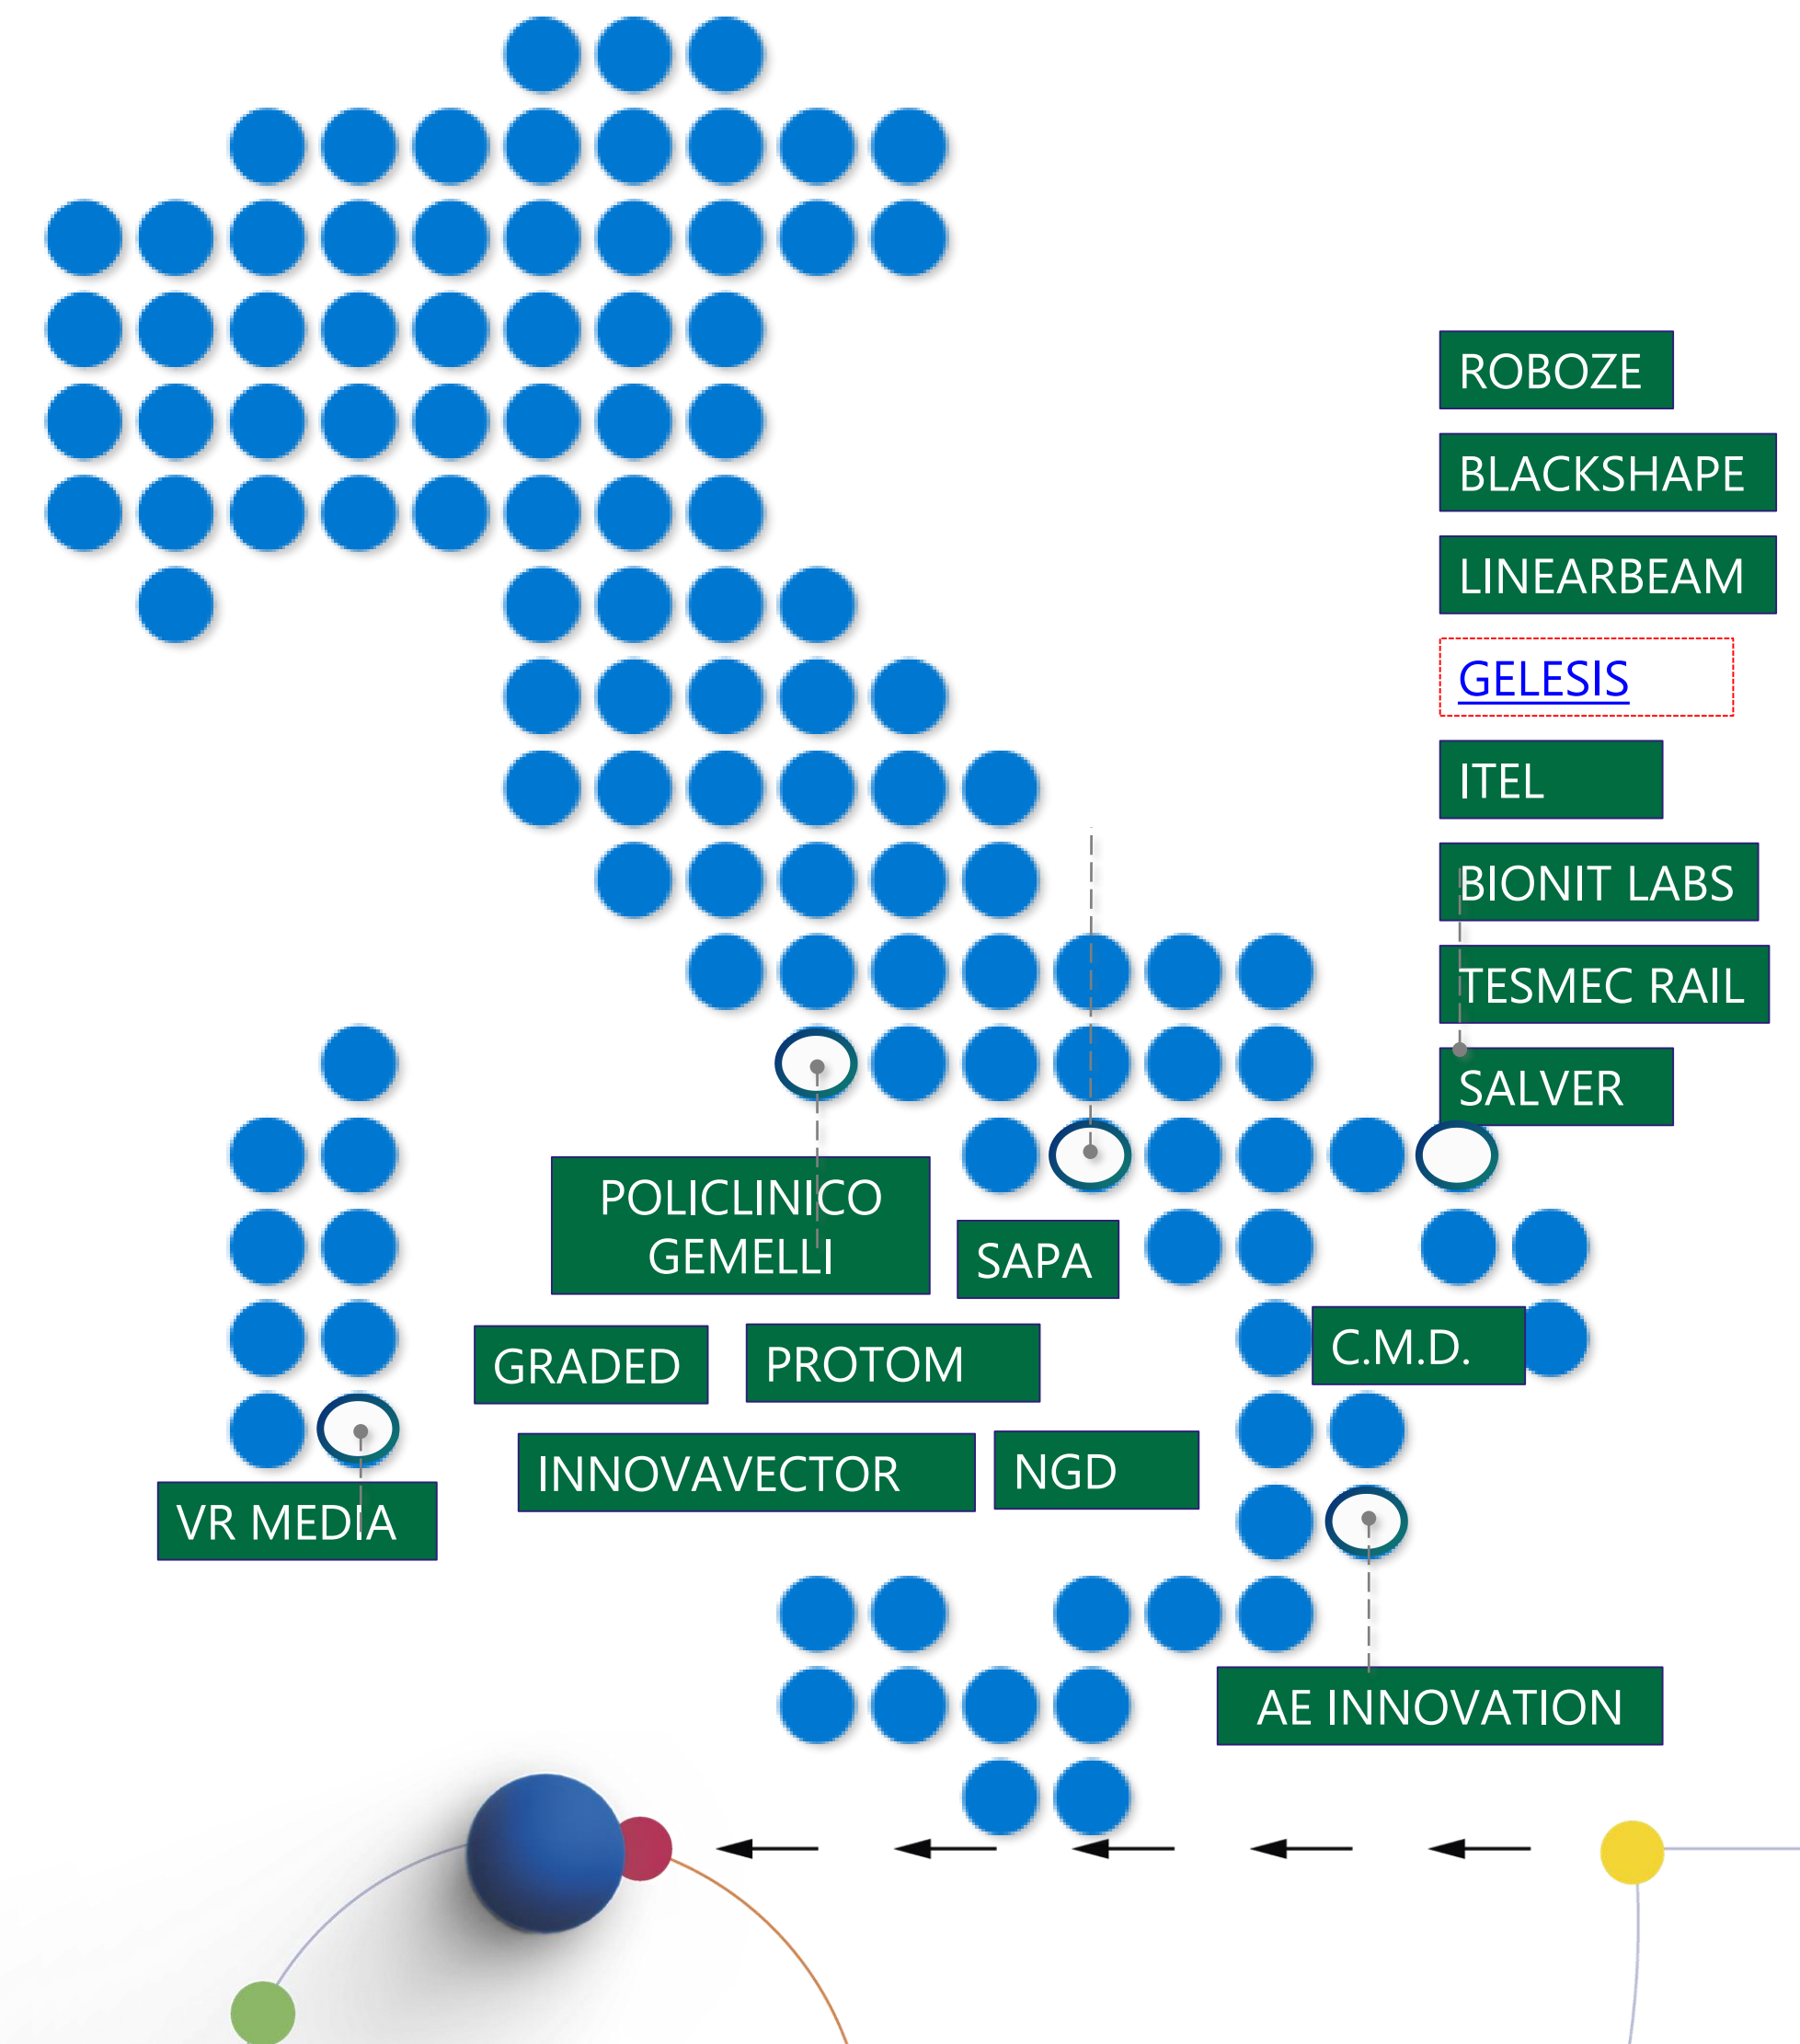 ROBOZE
BLACKSHAPE
LINEARBEAM
GELESIS
ITEL
BIONIT LABS
TESMEC RAIL
SALVER
POLICLINICO
GEMELLI
SAPA
C.M.D.
GRADED
PROTOM
INNOVAVECTOR
NGD
VR MEDIA
AE INNOVATION